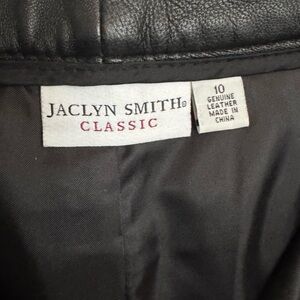 JACLYN SMITH®
CLASSIC
10
GENUINE
LEATHER
MADE IN
CHINA